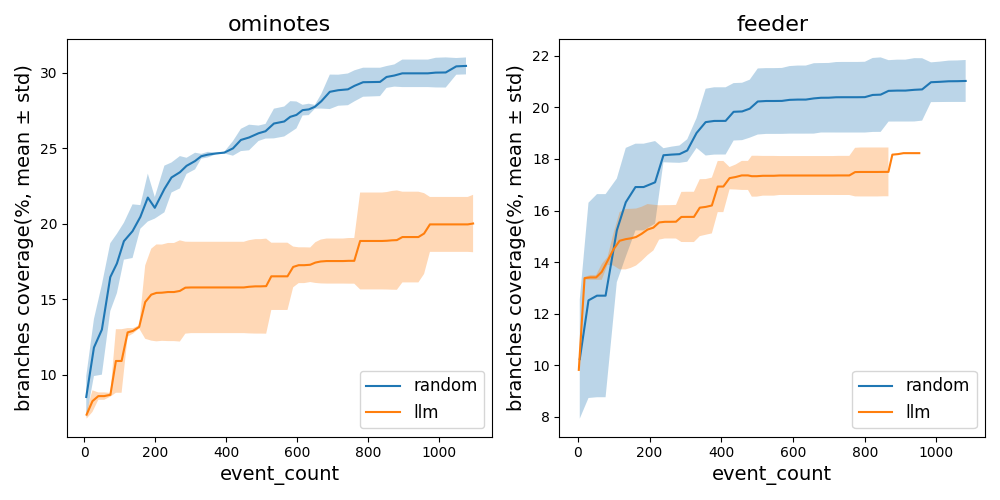 ominotes
branches coverage(%, mean ± std)
30
25
20
15
10
0
200
400
600
800
1000
event_count
random
llm
feeder
branches coverage(%, mean ± std)
22
20
18
16
14
12
10
8
0
200
400
600
800
1000
event_count
random
llm